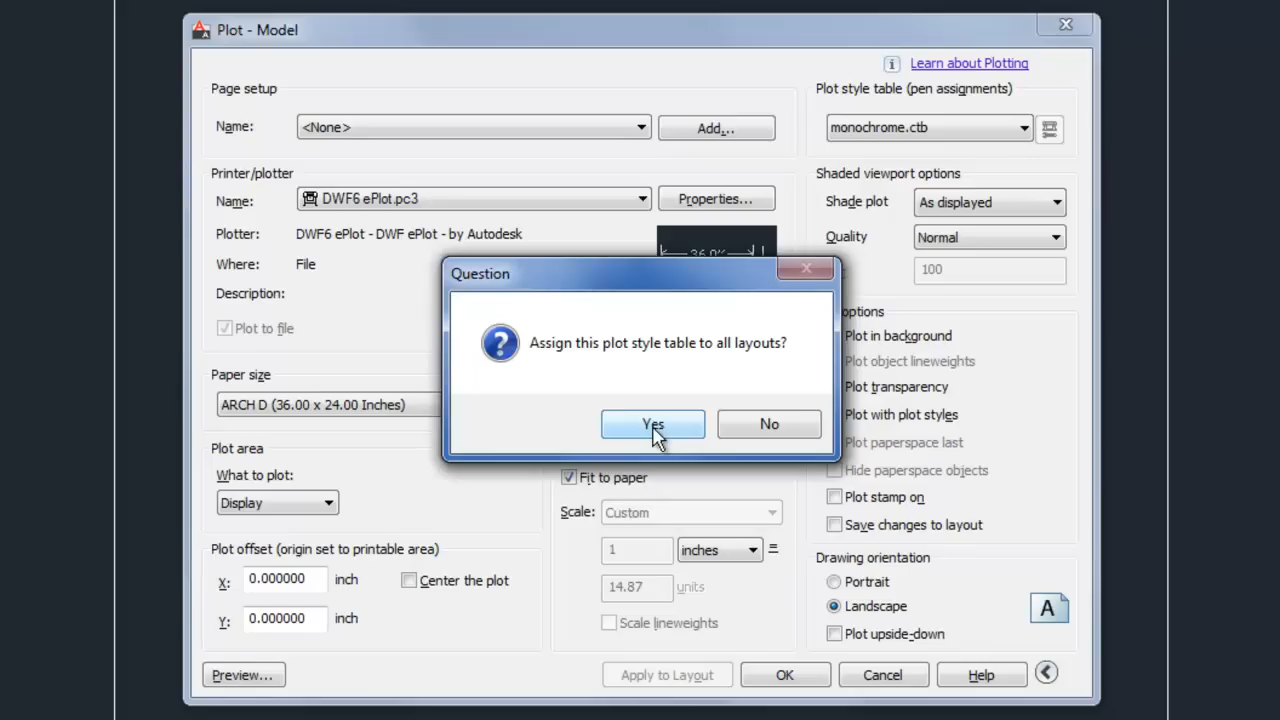 Plot - Model
Learn about Plotting
Page setup
Name: <None> Add...
Plot style table (pen assignments)
monochrome.ctb
Printer/plotter
Name: DWF6 ePlot.pc3 Properties...
Plotter: DWF6 ePlot - DWF ePlot - by Autodesk
Where: File
Description:
Plot to file
Shaded viewport options
Shade plot As displayed
Quality Normal
100
Question
Assign this plot style table to all layouts?
Yes No
Paper size
ARCH D (36.00 x 24.00 Inches)
Plot area
What to plot:
Display
Fit to paper
Scale: Custom
1 inches =
14.87 units
Scale lineweights
Plot offset (origin set to printable area)
X: 0.000000 inch Center the plot
Y: 0.000000 inch
options
Plot in background
Plot object lineweights
Plot transparency
Plot with plot styles
Plot paperspace last
Hide paperspace objects
Plot stamp on
Save changes to layout
Drawing orientation
Portrait
Landscape
Plot upside-down
A
Preview... Apply to Layout OK Cancel Help